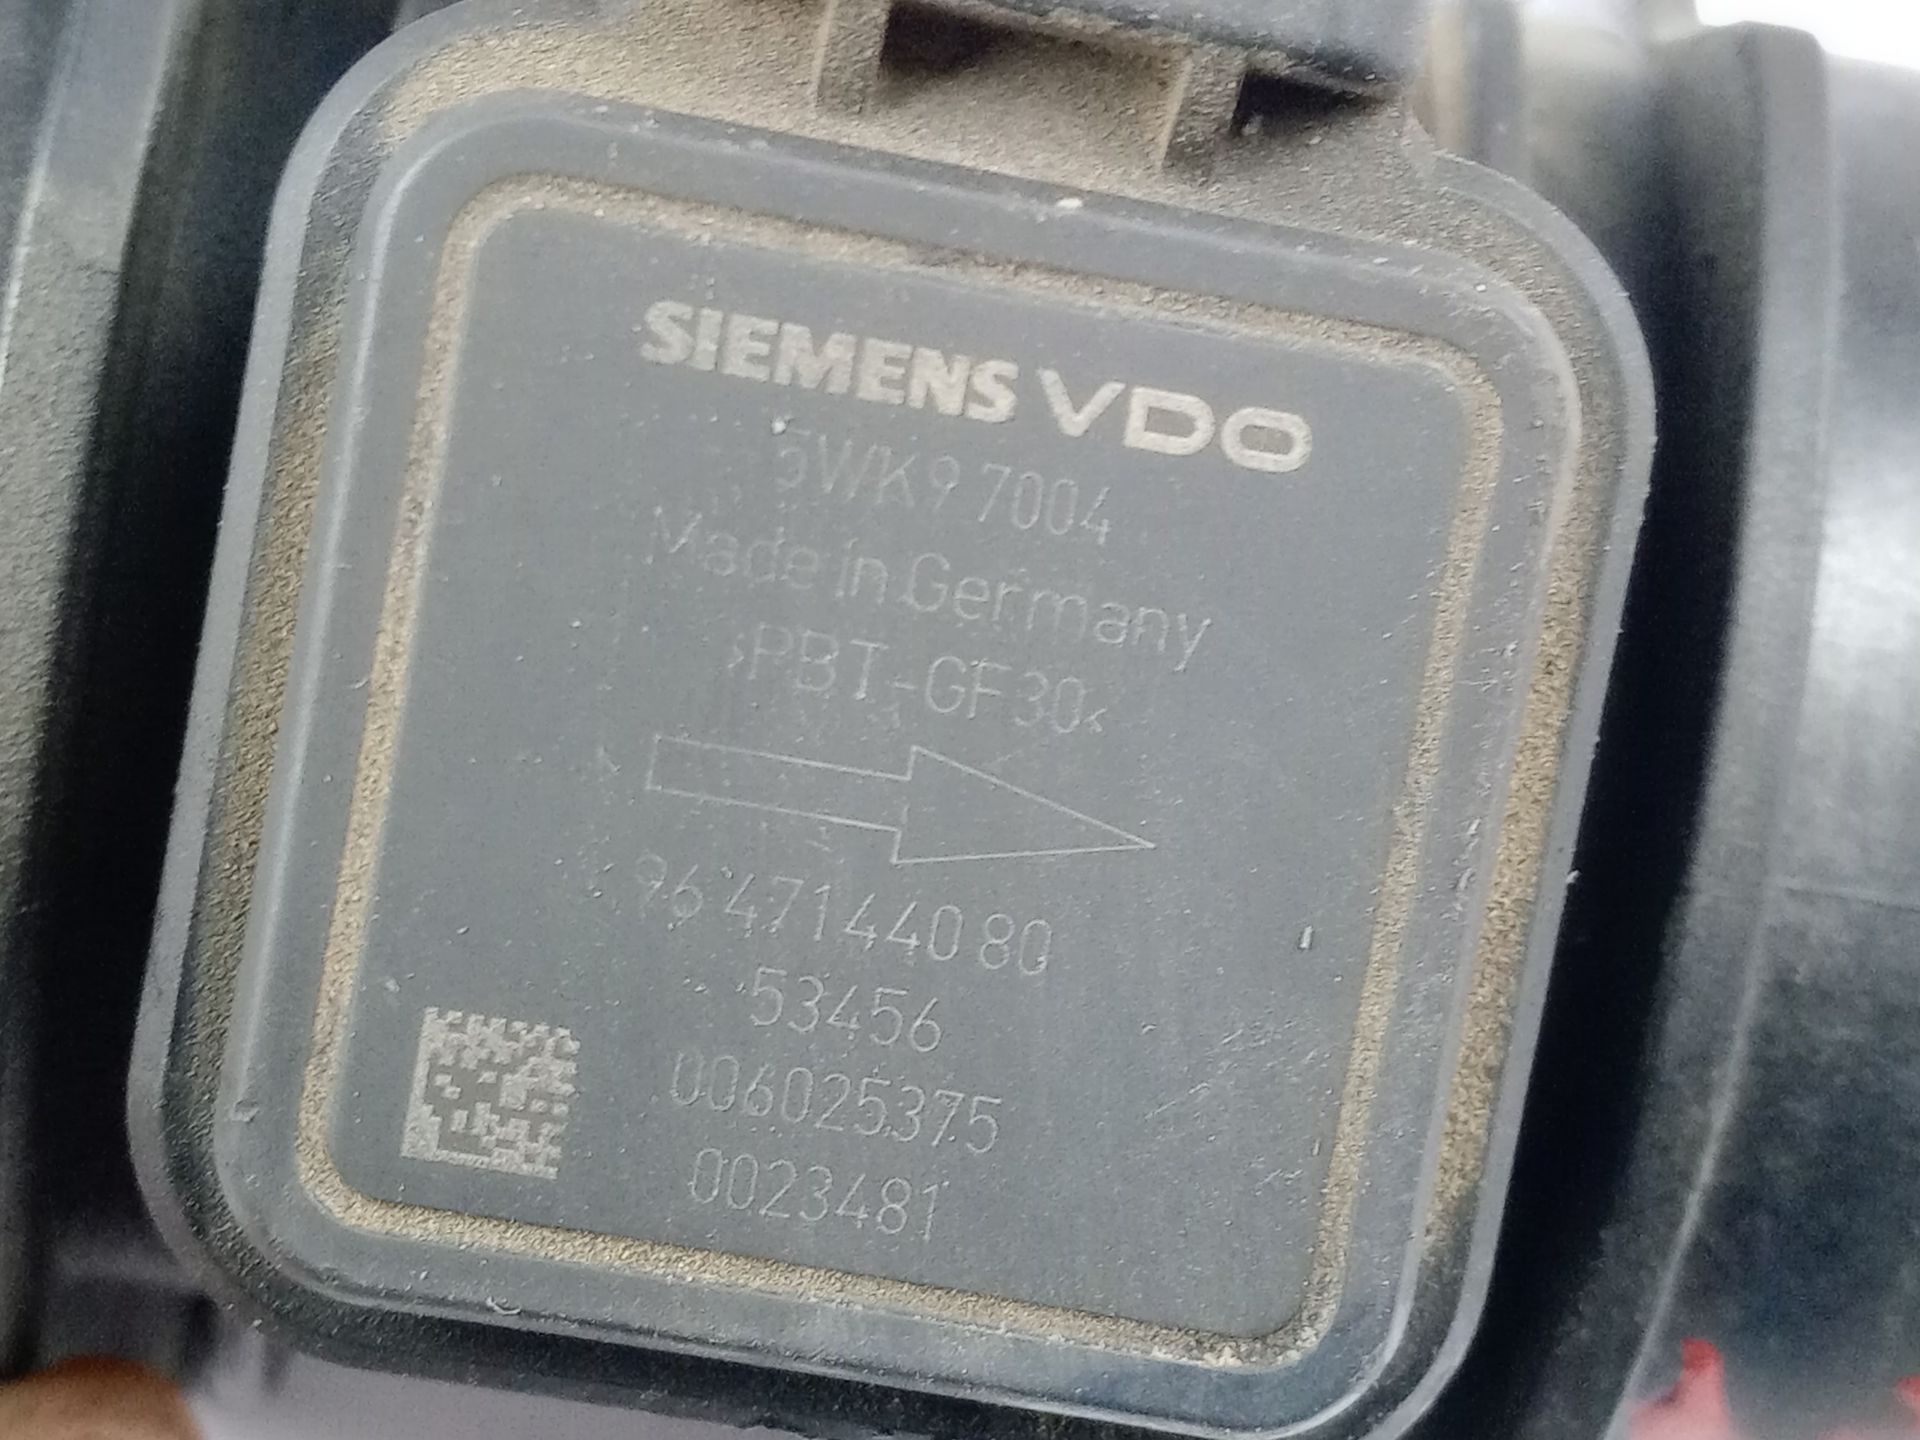 SIEMENS VDO
5WK9 7004
Made in Germany
>PBT-GF30<
96 471440 80
53456
006025375
0023481